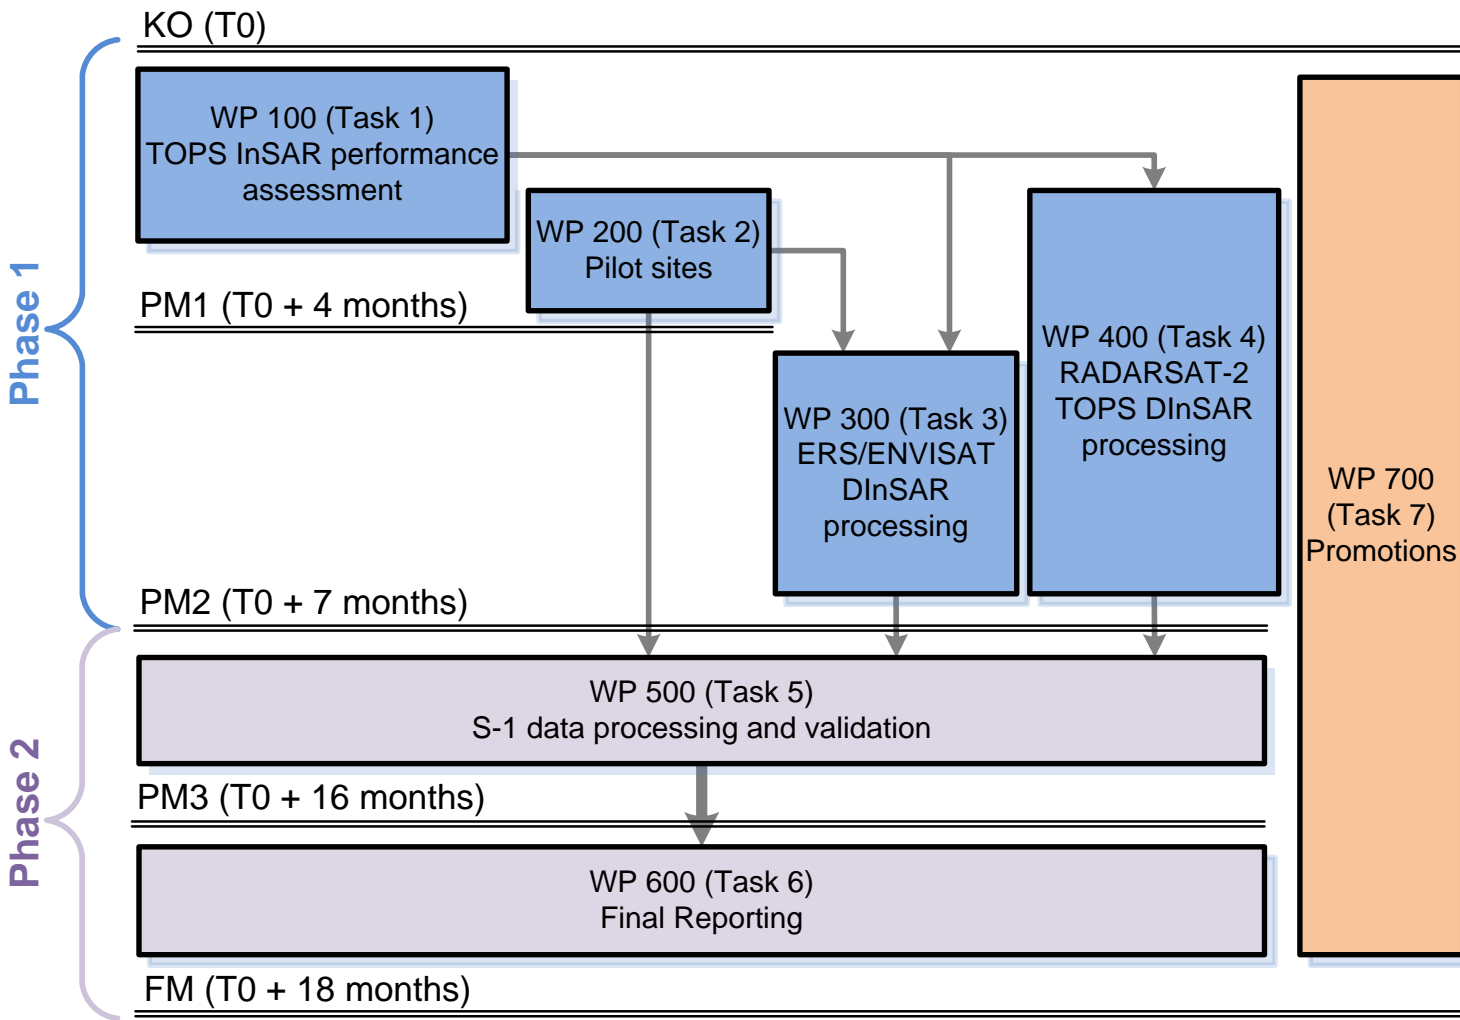 KO (T0)
Phase 1
WP 100 (Task 1)
TOPS InSAR performance
assessment
WP 200 (Task 2)
Pilot sites
PM1 (T0 + 4 months)
WP 300 (Task 3)
ERS/ENVISAT
DInSAR
processing
WP 400 (Task 4)
RADARSAT-2
TOPS DInSAR
processing
WP 700
(Task 7)
Promotions
PM2 (T0 + 7 months)
Phase 2
WP 500 (Task 5)
S-1 data processing and validation
PM3 (T0 + 16 months)
WP 600 (Task 6)
Final Reporting
FM (T0 + 18 months)